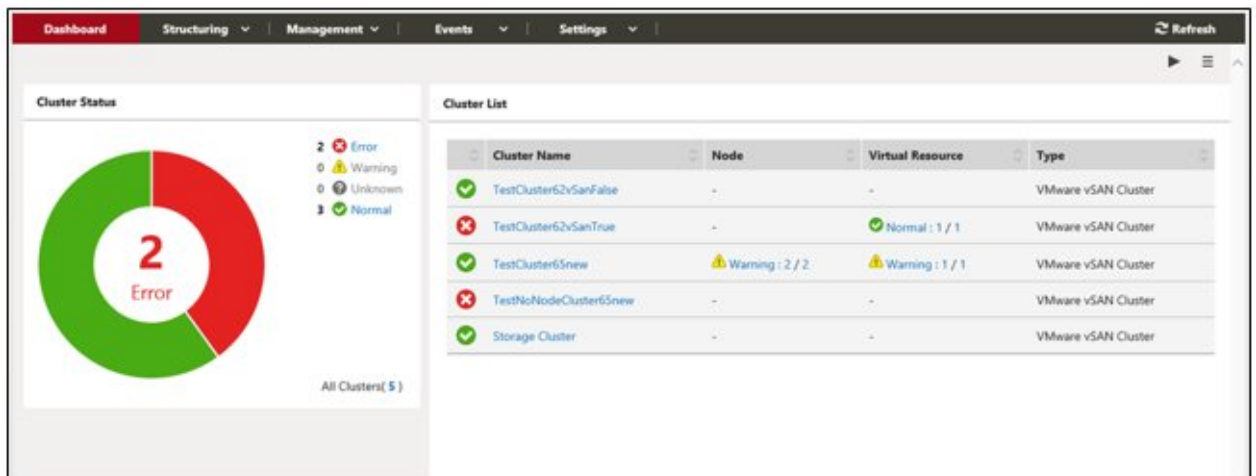 Dashboard Structuring Management Events Settings Refresh
Cluster Status
2 Error
0 Warning
0 Unknown
3 Normal
2
Error
All Clusters( 5 )
Cluster List
Cluster Name Node Virtual Resource Type
TestCluster62vSanFalse - - VMware vSAN Cluster
TestCluster62vSanTrue - Normal : 1 / 1 VMware vSAN Cluster
TestCluster65new Warning : 2 / 2 Warning : 1 / 1 VMware vSAN Cluster
TestNoNodeCluster65new - - VMware vSAN Cluster
Storage Cluster - - VMware vSAN Cluster